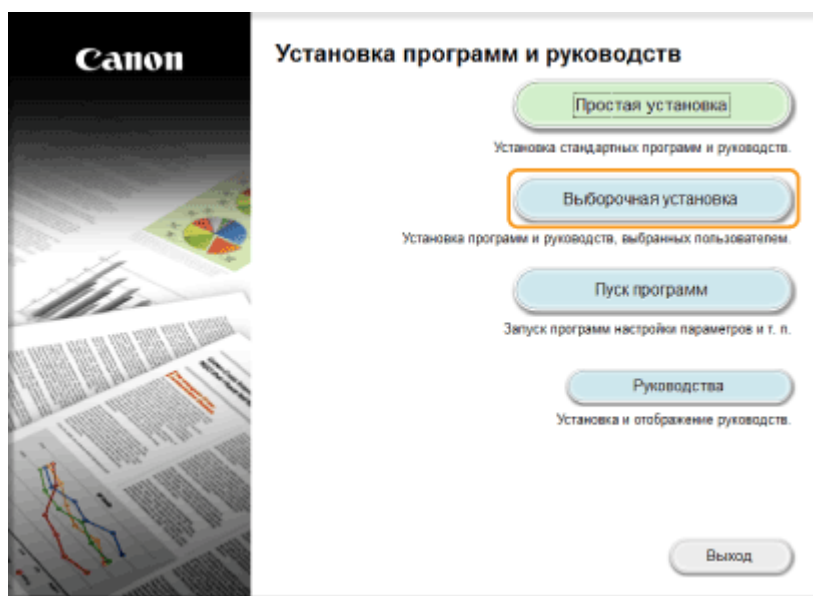 Canon
Установка программ и руководств
Простая установка
Установка стандартных программ и руководств.
Выборочная установка
Установка программ и руководств, выбранных пользователем.
Пуск программ
Запуск программ настройки параметров и т. п.
Руководства
Установка и отображение руководств.
Выход